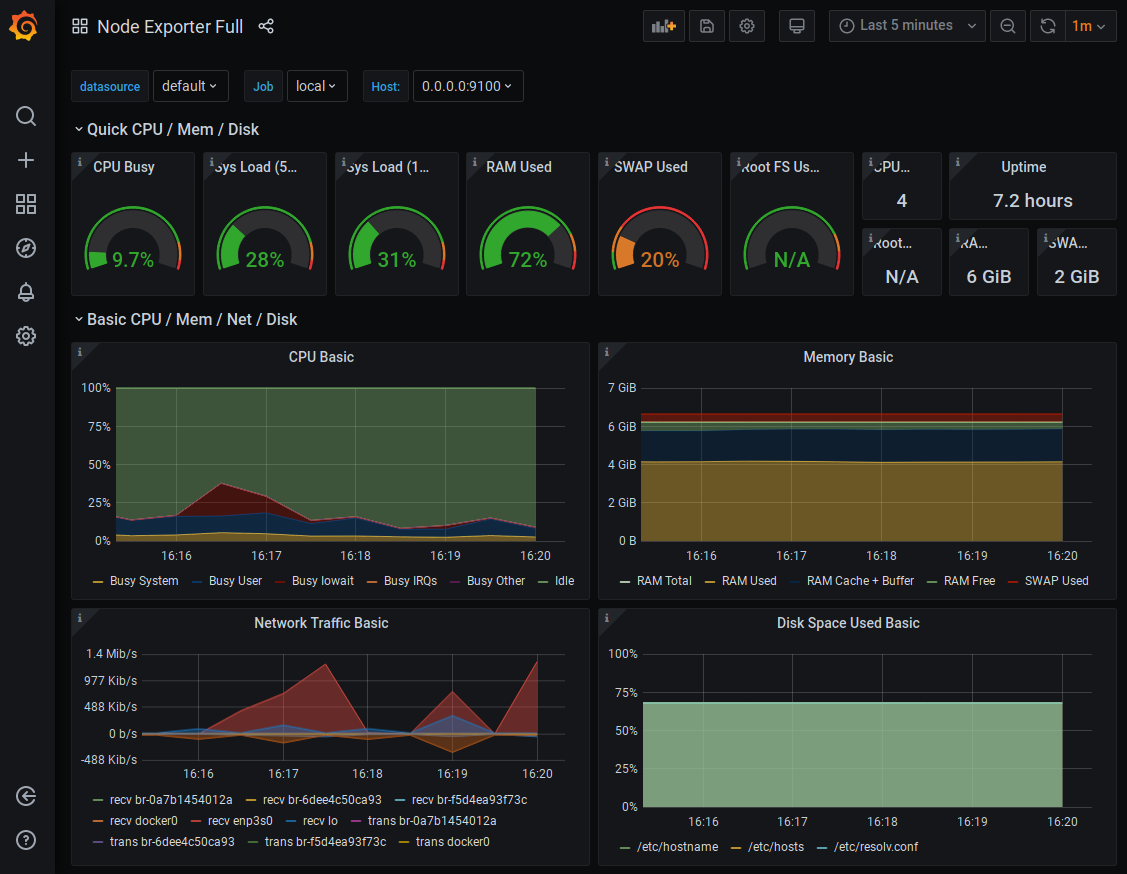 Node Exporter Full
Last 5 minutes
1m
datasource default Job local Host: 0.0.0.0:9100
Quick CPU / Mem / Disk
CPU Busy
9.7%
Sys Load (5...
28%
Sys Load (1...
31%
RAM Used
72%
SWAP Used
20%
Root FS Us...
N/A
CPU...
4
Uptime
7.2 hours
Root...
N/A
RA...
6 GiB
SWA...
2 GiB
Basic CPU / Mem / Net / Disk
CPU Basic
100%
75%
50%
25%
0%
16:16 16:17 16:18 16:19 16:20
Busy System Busy User Busy Iowait Busy IRQs Busy Other Idle
Memory Basic
7 GiB
6 GiB
4 GiB
2 GiB
0 B
16:16 16:17 16:18 16:19 16:20
RAM Total RAM Used RAM Cache + Buffer RAM Free SWAP Used
Network Traffic Basic
1.4 Mib/s
977 Kib/s
488 Kib/s
0 b/s
-488 Kib/s
16:16 16:17 16:18 16:19 16:20
recv br-0a7b1454012a recv br-6dee4c50ca93 recv br-f5d4ea93f73c
recv docker0 recv enp3s0 recv lo trans br-0a7b1454012a
trans br-6dee4c50ca93 trans br-f5d4ea93f73c trans docker0
Disk Space Used Basic
100%
75%
50%
25%
0%
16:16 16:17 16:18 16:19 16:20
/etc/hostname /etc/hosts /etc/resolv.conf